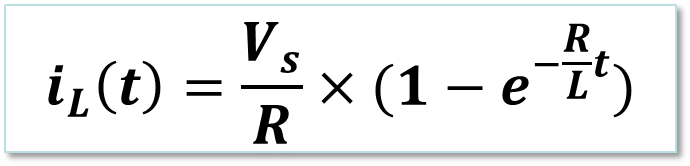 i_L(t) = V_s/R × (1 − e^(−(R/L)t))